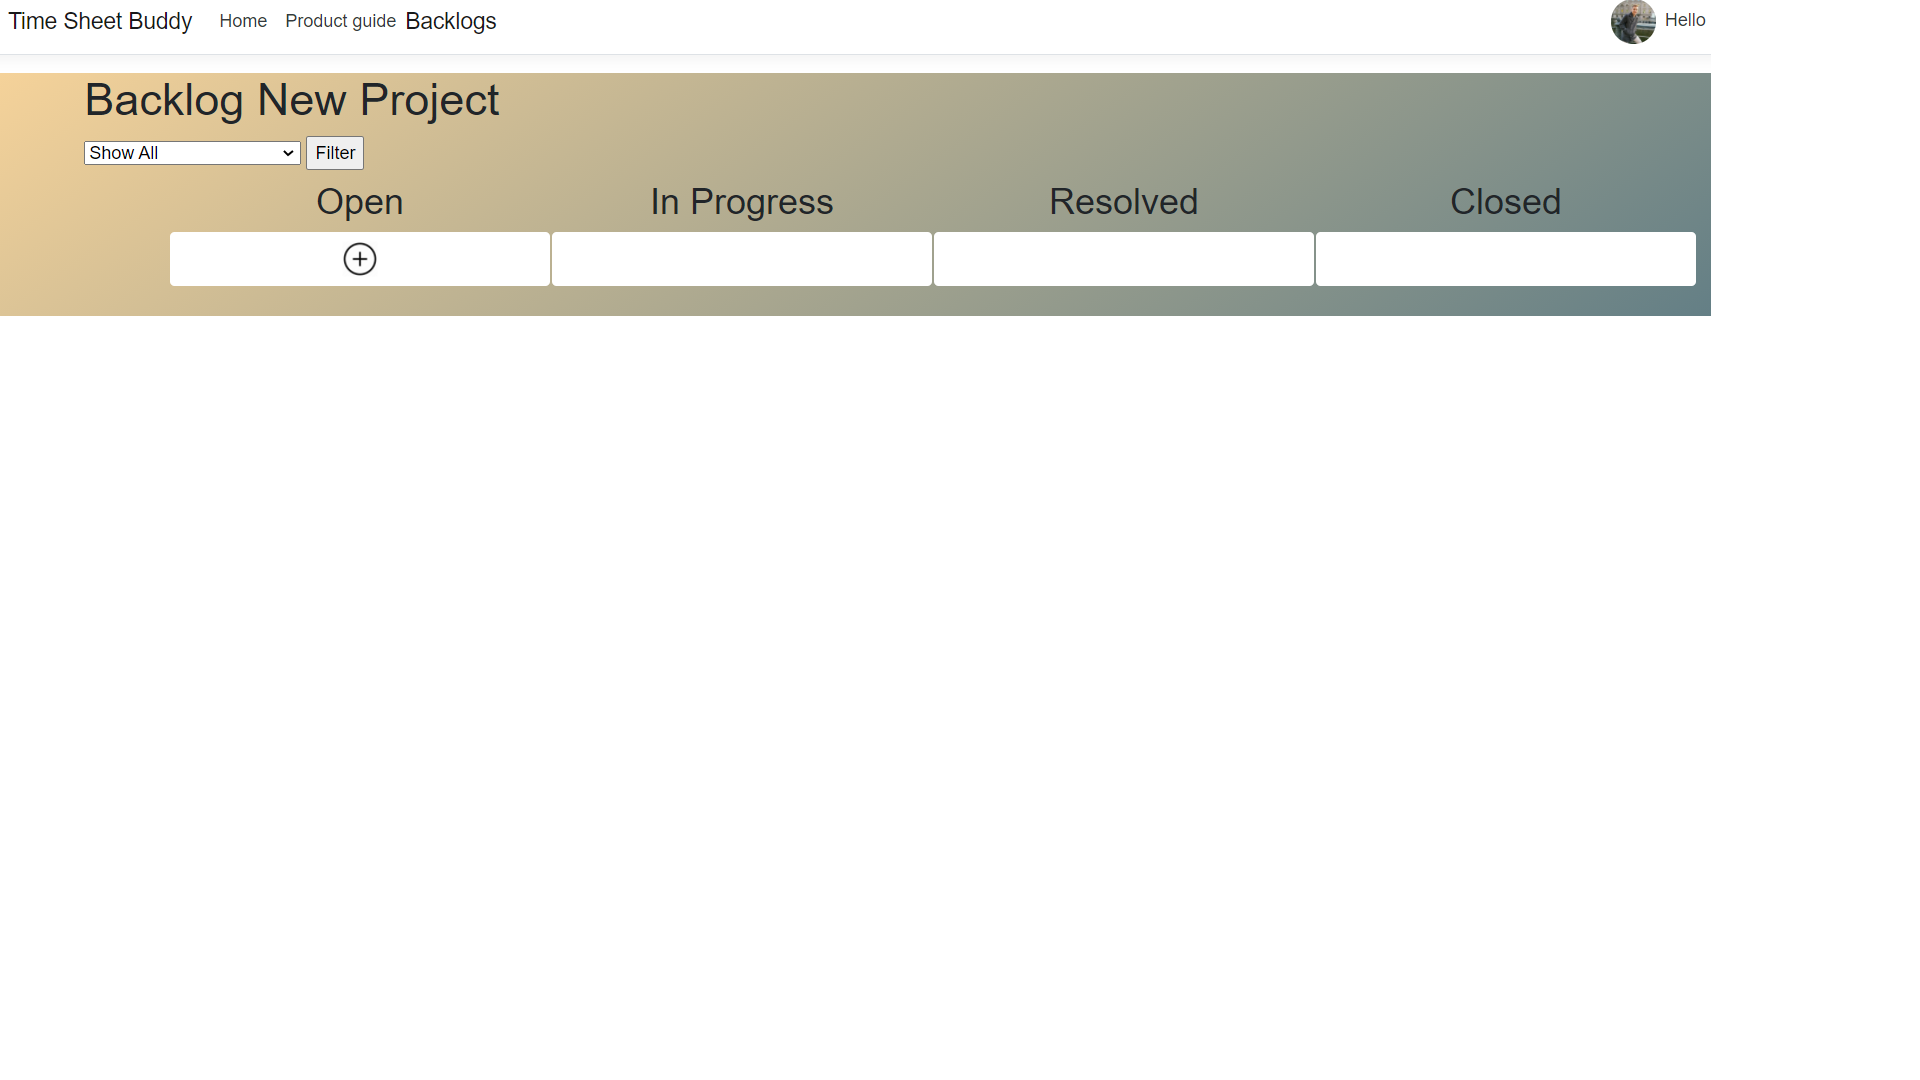 Time Sheet Buddy Home Product guide Backlogs Hello
Backlog New Project
Show All Filter
Open In Progress Resolved Closed